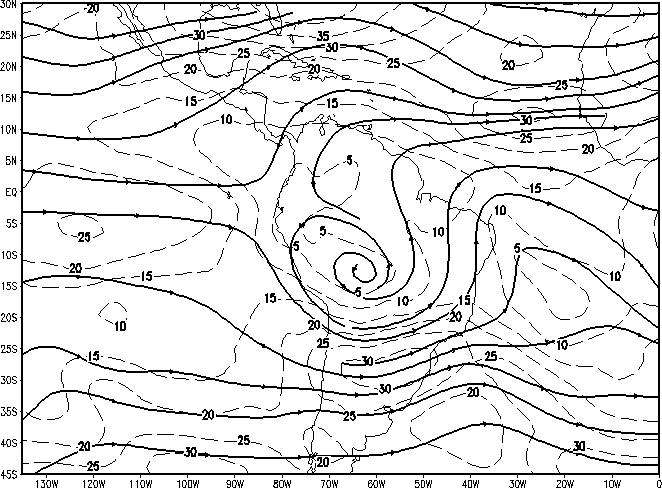 30N
20 35
25N 30 30
25 25 20
20N 20 20 25
15N 15 15
10N 10 30 25
20
5N 5
EQ 15
5S 25 5 10 10
10S 5 5
20 15 10
15S 5 10 15
20S 10 20 20
25S 25 10
15 30 25
30S 30
35S 20 25
40S 20 25 30 30
25 20
45S
130W 120W 110W 100W 90W 80W 70W 60W 50W 40W 30W 20W 10W 0